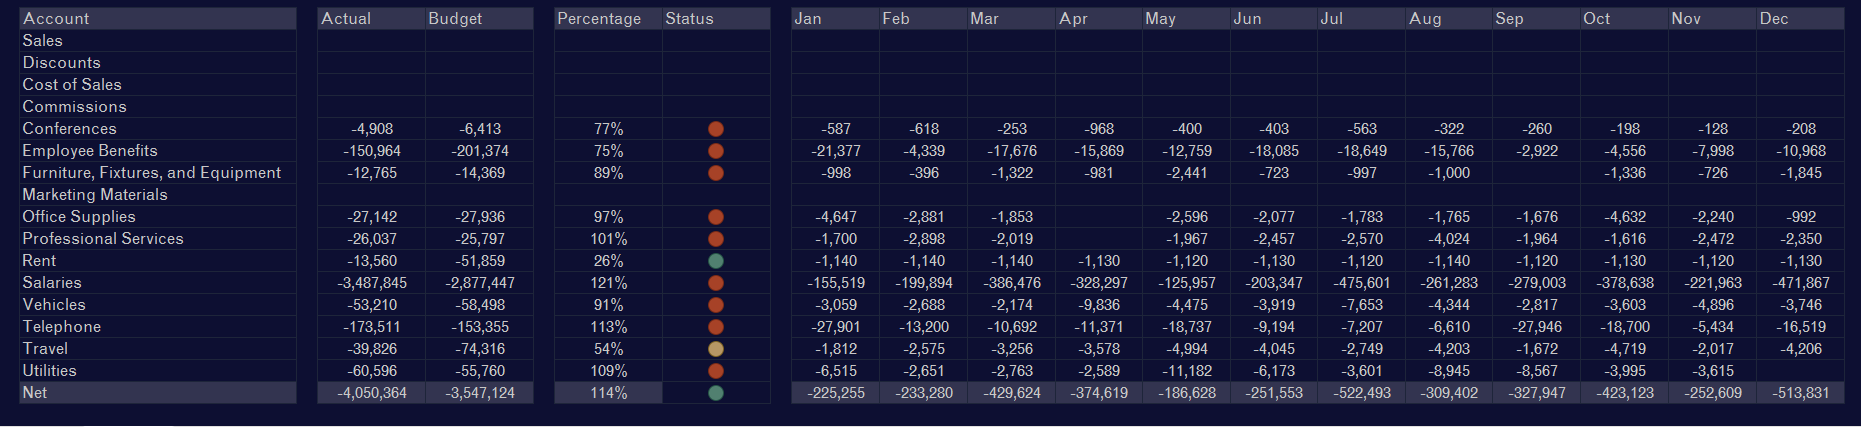 Account Actual Budget Percentage Status Jan Feb Mar Apr May Jun Jul Aug Sep Oct Nov Dec
Sales
Discounts
Cost of Sales
Commissions
Conferences -4,908 -6,413 77% -587 -618 -253 -968 -400 -403 -563 -322 -260 -198 -128 -208
Employee Benefits -150,964 -201,374 75% -21,377 -4,339 -17,676 -15,869 -12,759 -18,085 -18,649 -15,766 -2,922 -4,556 -7,998 -10,968
Furniture, Fixtures, and Equipment -12,765 -14,369 89% -998 -396 -1,322 -981 -2,441 -723 -997 -1,000 -1,336 -726 -1,845
Marketing Materials
Office Supplies -27,142 -27,936 97% -4,647 -2,881 -1,853 -2,596 -2,077 -1,783 -1,765 -1,676 -4,632 -2,240 -992
Professional Services -26,037 -25,797 101% -1,700 -2,898 -2,019 -1,967 -2,457 -2,570 -4,024 -1,964 -1,616 -2,472 -2,350
Rent -13,560 -51,859 26% -1,140 -1,140 -1,140 -1,130 -1,120 -1,130 -1,120 -1,140 -1,120 -1,130 -1,120 -1,130
Salaries -3,487,845 -2,877,447 121% -155,519 -199,894 -386,476 -328,297 -125,957 -203,347 -475,601 -261,283 -279,003 -378,638 -221,963 -471,867
Vehicles -53,210 -58,498 91% -3,059 -2,688 -2,174 -9,836 -4,475 -3,919 -7,653 -4,344 -2,817 -3,603 -4,896 -3,746
Telephone -173,511 -153,355 113% -27,901 -13,200 -10,692 -11,371 -18,737 -9,194 -7,207 -6,610 -27,946 -18,700 -5,434 -16,519
Travel -39,826 -74,316 54% -1,812 -2,575 -3,256 -3,578 -4,994 -4,045 -2,749 -4,203 -1,672 -4,719 -2,017 -4,206
Utilities -60,596 -55,760 109% -6,515 -2,651 -2,763 -2,589 -11,182 -6,173 -3,601 -8,945 -8,567 -3,995 -3,615
Net -4,050,364 -3,547,124 114% -225,255 -233,280 -429,624 -374,619 -186,628 -251,553 -522,493 -309,402 -327,947 -423,123 -252,609 -513,831